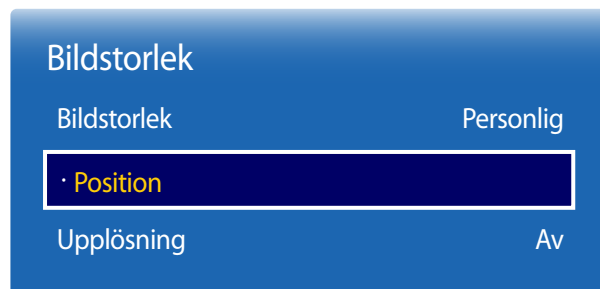 Bildstorlek
Bildstorlek Personlig
· Position
Upplösning Av